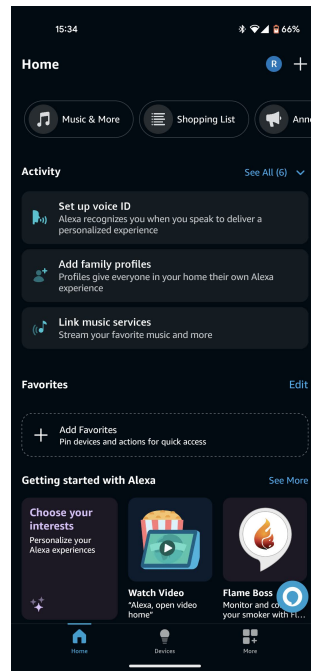 15:34
66%
Home
R
Music & More
Shopping List
Ann
Activity
See All (6)
Set up voice ID
Alexa recognizes you when you speak to deliver a
personalized experience
Add family profiles
Profiles give everyone in your home their own Alexa
experience
Link music services
Stream your favorite music and more
Favorites
Edit
Add Favorites
Pin devices and actions for quick access
Getting started with Alexa
See More
Choose your
interests
Personalize your
Alexa experiences
Watch Video
"Alexa, open video
home"
Flame Boss
Monitor and co
your smoker with Fl...
Home
Devices
More